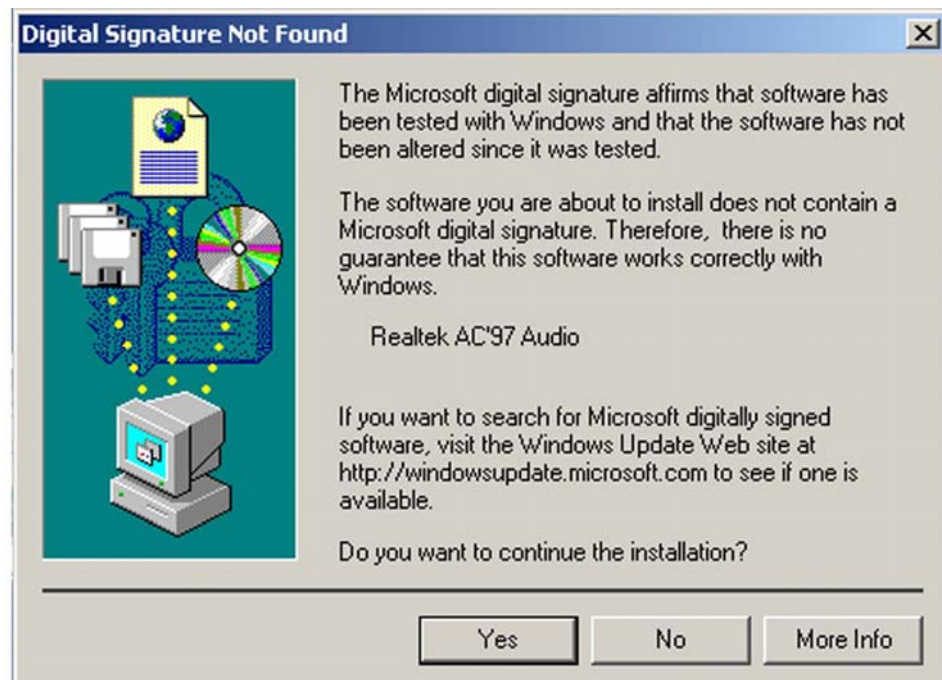 Digital Signature Not Found
The Microsoft digital signature affirms that software has
been tested with Windows and that the software has not
been altered since it was tested.
The software you are about to install does not contain a
Microsoft digital signature. Therefore, there is no
guarantee that this software works correctly with
Windows.
Realtek AC'97 Audio
If you want to search for Microsoft digitally signed
software, visit the Windows Update Web site at
http://windowsupdate.microsoft.com to see if one is
available.
Do you want to continue the installation?
Yes
No
More Info